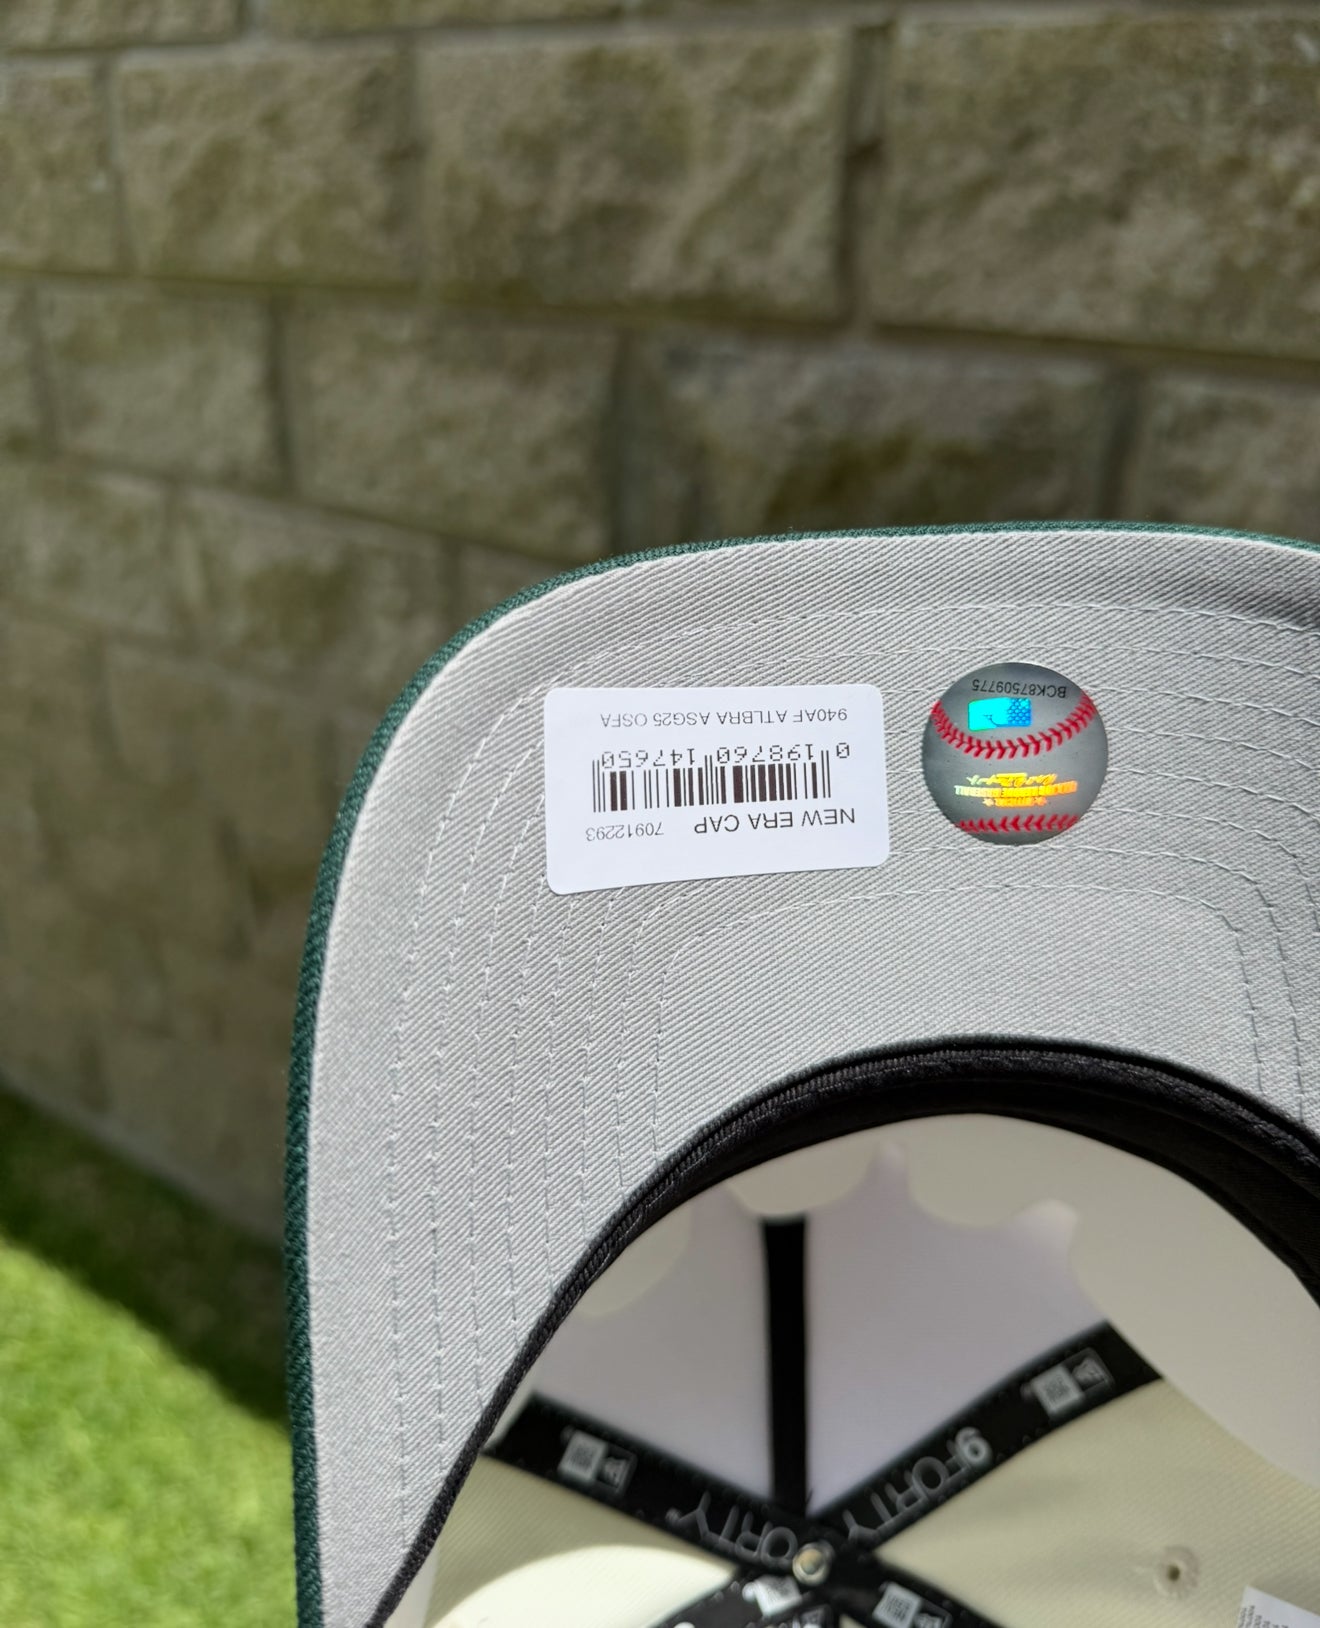 NEW ERA CAP 70912293
0 198760 147650
940AF ATLBRA ASG25 OSFA
BCK87509775
9FORTY